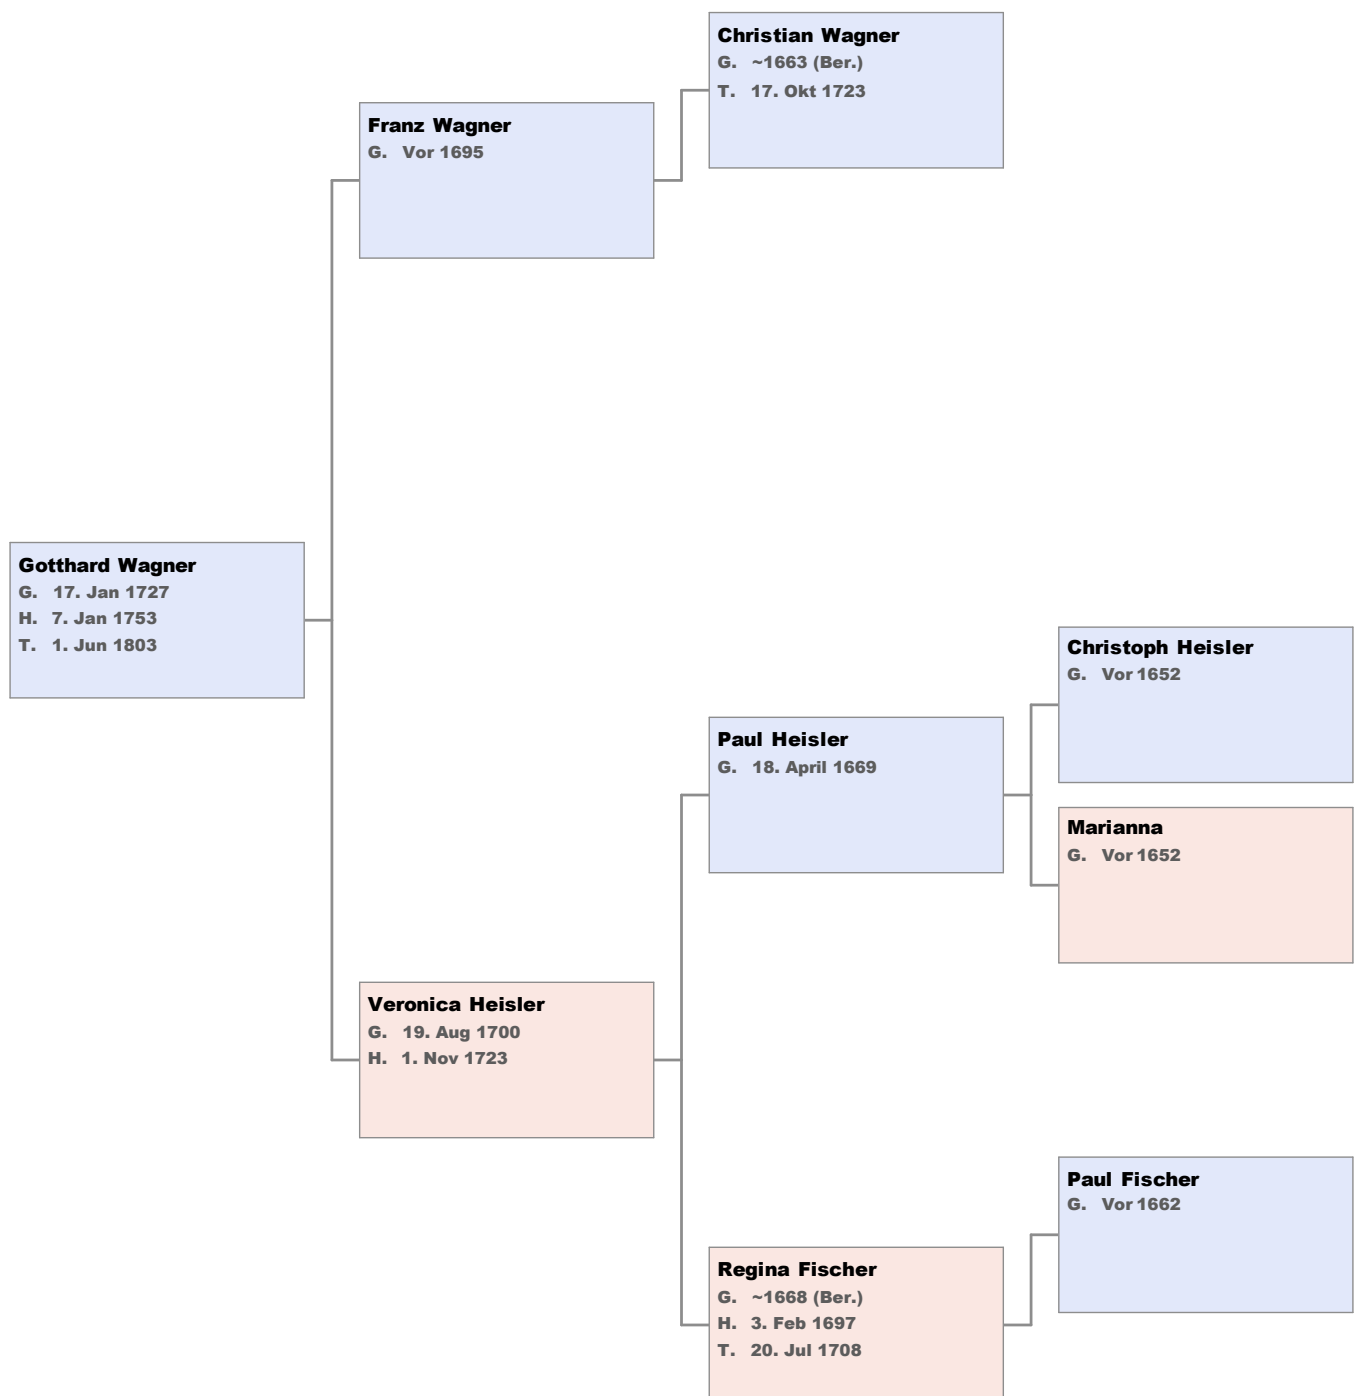 Christian Wagner
G. ~1663 (Ber.)
T. 17. Okt 1723
Franz Wagner
G. Vor 1695
Gotthard Wagner
G. 17. Jan 1727
H. 7. Jan 1753
T. 1. Jun 1803
Christoph Heisler
G. Vor 1652
Paul Heisler
G. 18. April 1669
Marianna
G. Vor 1652
Veronica Heisler
G. 19. Aug 1700
H. 1. Nov 1723
Paul Fischer
G. Vor 1662
Regina Fischer
G. ~1668 (Ber.)
H. 3. Feb 1697
T. 20. Jul 1708